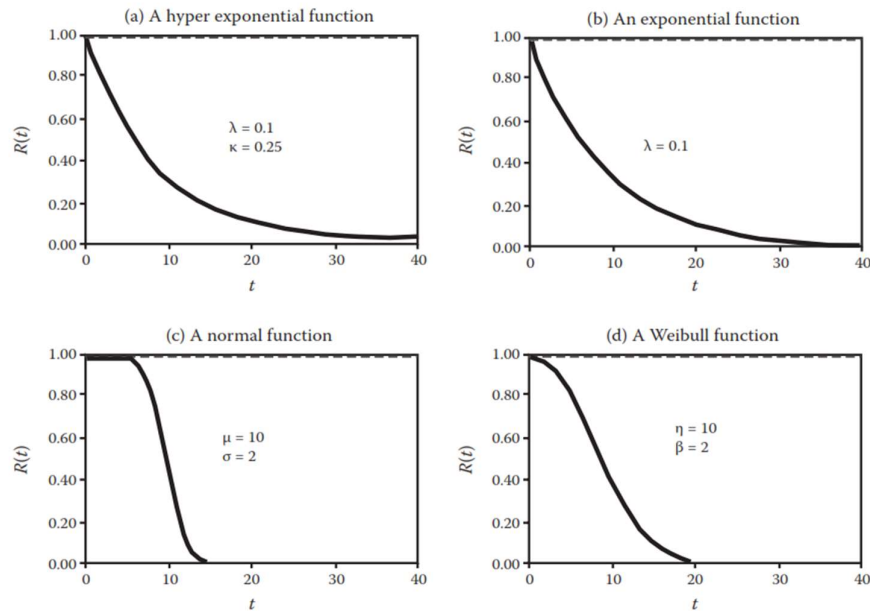 (a) A hyper exponential function
1.00
0.80
0.60
0.40
0.20
0.00
R(t)
λ = 0.1
κ = 0.25
0 10 20 30 40
t
(b) An exponential function
1.00
0.80
0.60
0.40
0.20
0.00
R(t)
λ = 0.1
0 10 20 30 40
t
(c) A normal function
1.00
0.80
0.60
0.40
0.20
0.00
R(t)
μ = 10
σ = 2
0 10 20 30 40
t
(d) A Weibull function
1.00
0.80
0.60
0.40
0.20
0.00
R(t)
η = 10
β = 2
0 10 20 30 40
t